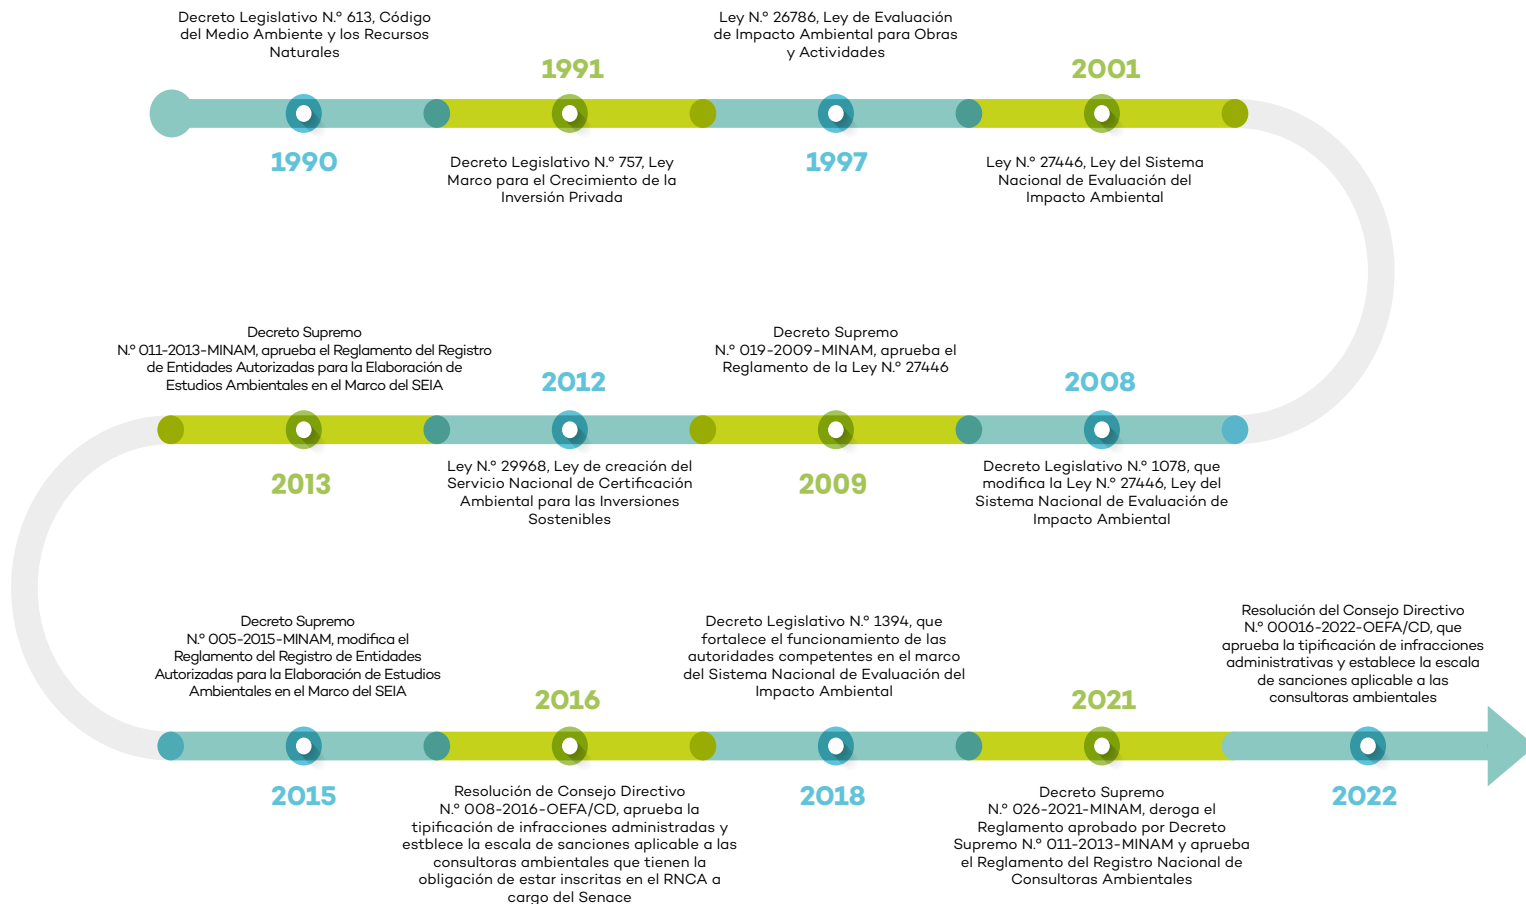 Decreto Legislativo N.º 613, Código
del Medio Ambiente y los Recursos
Naturales
1990
1991
Decreto Legislativo N.º 757, Ley
Marco para el Crecimiento de la
Inversión Privada
Ley N.º 26786, Ley de Evaluación
de Impacto Ambiental para Obras
y Actividades
1997
2001
Ley N.º 27446, Ley del Sistema
Nacional de Evaluación del
Impacto Ambiental
2008
Decreto Legislativo N.º 1078, que
modifica la Ley N.º 27446, Ley del
Sistema Nacional de Evaluación de
Impacto Ambiental
Decreto Supremo
N.º 019-2009-MINAM, aprueba el
Reglamento de la Ley N.º 27446
2009
2012
Ley N.º 29968, Ley de creación del
Servicio Nacional de Certificación
Ambiental para las Inversiones
Sostenibles
Decreto Supremo
N.º 011-2013-MINAM, aprueba el Reglamento del Registro
de Entidades Autorizadas para la Elaboración de
Estudios Ambientales en el Marco del SEIA
2013
Decreto Supremo
N.º 005-2015-MINAM, modifica el
Reglamento del Registro de Entidades
Autorizadas para la Elaboración de Estudios
Ambientales en el Marco del SEIA
2015
2016
Resolución de Consejo Directivo
N.º 008-2016-OEFA/CD, aprueba la
tipificación de infracciones administradas y
estblece la escala de sanciones aplicable a las
consultoras ambientales que tienen la
obligación de estar inscritas en el RNCA a
cargo del Senace
Decreto Legislativo N.º 1394, que
fortalece el funcionamiento de las
autoridades competentes en el marco
del Sistema Nacional de Evaluación del
Impacto Ambiental
2018
2021
Decreto Supremo
N.º 026-2021-MINAM, deroga el
Reglamento aprobado por Decreto
Supremo N.º 011-2013-MINAM y aprueba
el Reglamento del Registro Nacional de
Consultoras Ambientales
Resolución del Consejo Directivo
N.º 00016-2022-OEFA/CD, que
aprueba la tipificación de infracciones
administrativas y establece la escala
de sanciones aplicable a las
consultoras ambientales
2022